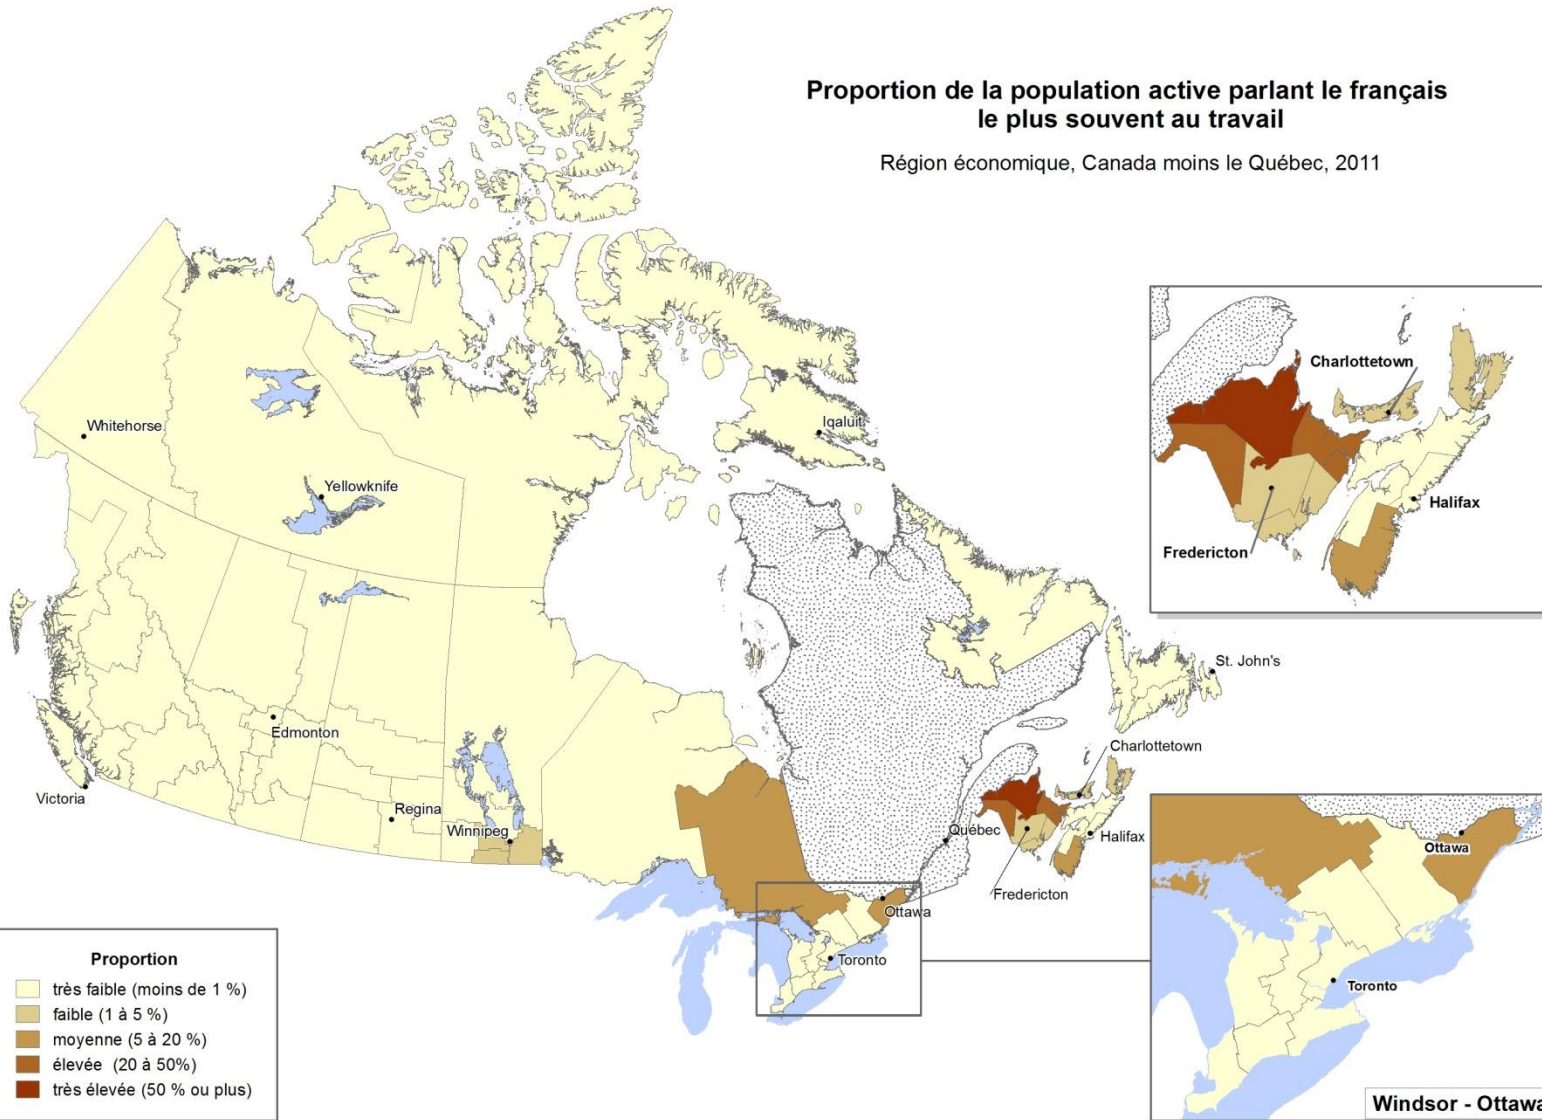 Proportion de la population active parlant le français
le plus souvent au travail
Région économique, Canada moins le Québec, 2011
Charlottetown
Halifax
Fredericton
Whitehorse
Yellowknife
Iqaluit
St. John's
Edmonton
Victoria
Regina
Winnipeg
Charlottetown
Québec
Halifax
Fredericton
Ottawa
Toronto
Ottawa
Toronto
Windsor - Ottawa
Proportion
très faible (moins de 1 %)
faible (1 à 5 %)
moyenne (5 à 20 %)
élevée (20 à 50%)
très élevée (50 % ou plus)